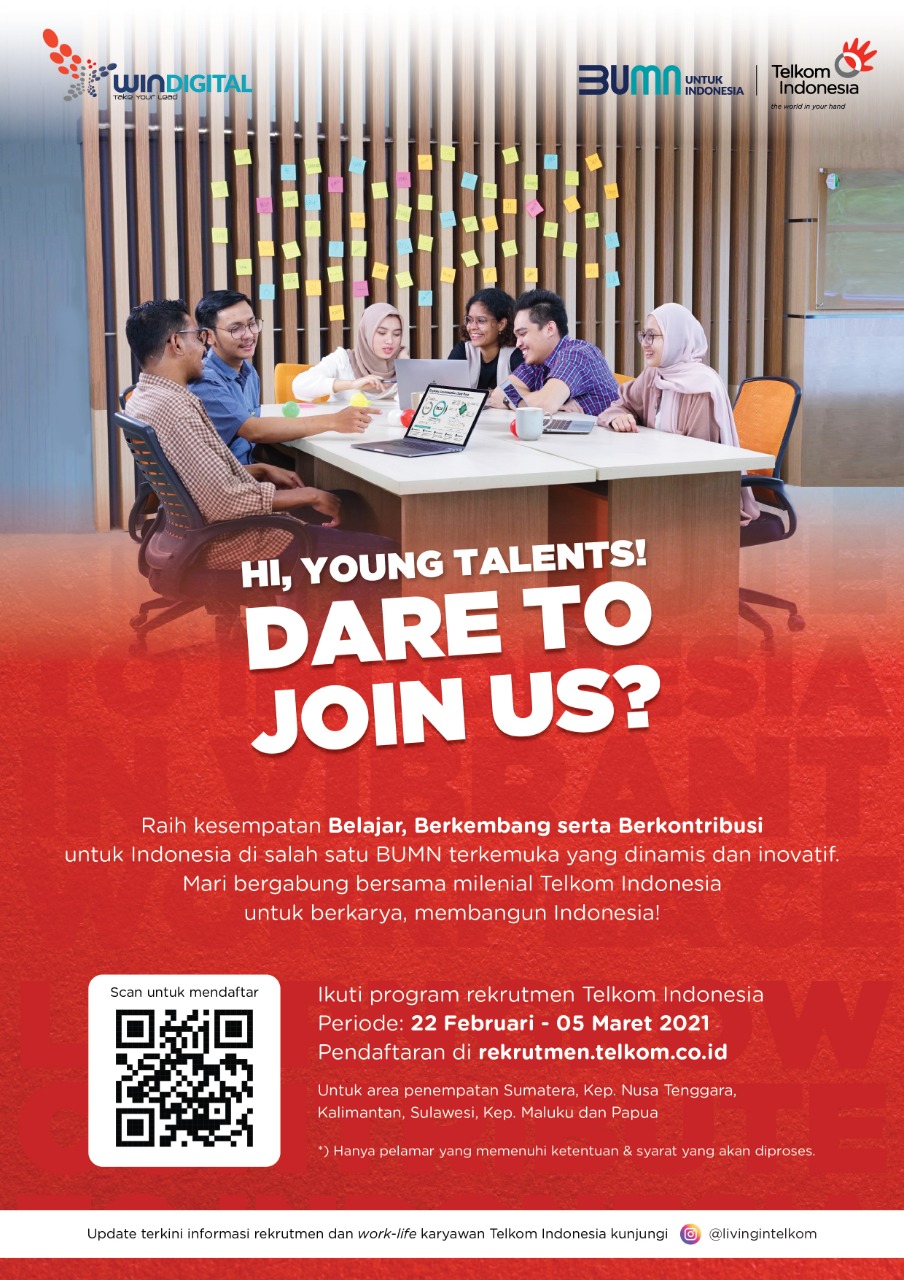 WINDIGITAL
Take Your Lead
BUMN UNTUK
INDONESIA
Telkom
Indonesia
the world in your hand
HI, YOUNG TALENTS!
DARE TO
JOIN US?
Raih kesempatan Belajar, Berkembang serta Berkontribusi
untuk Indonesia di salah satu BUMN terkemuka yang dinamis dan inovatif.
Mari bergabung bersama milenial Telkom Indonesia
untuk berkarya, membangun Indonesia!
Scan untuk mendaftar
Ikuti program rekrutmen Telkom Indonesia
Periode: 22 Februari - 05 Maret 2021
Pendaftaran di rekrutmen.telkom.co.id
Untuk area penempatan Sumatera, Kep. Nusa Tenggara,
Kalimantan, Sulawesi, Kep. Maluku dan Papua
*) Hanya pelamar yang memenuhi ketentuan & syarat yang akan diproses.
Update terkini informasi rekrutmen dan work-life karyawan Telkom Indonesia kunjungi @livingintelkom